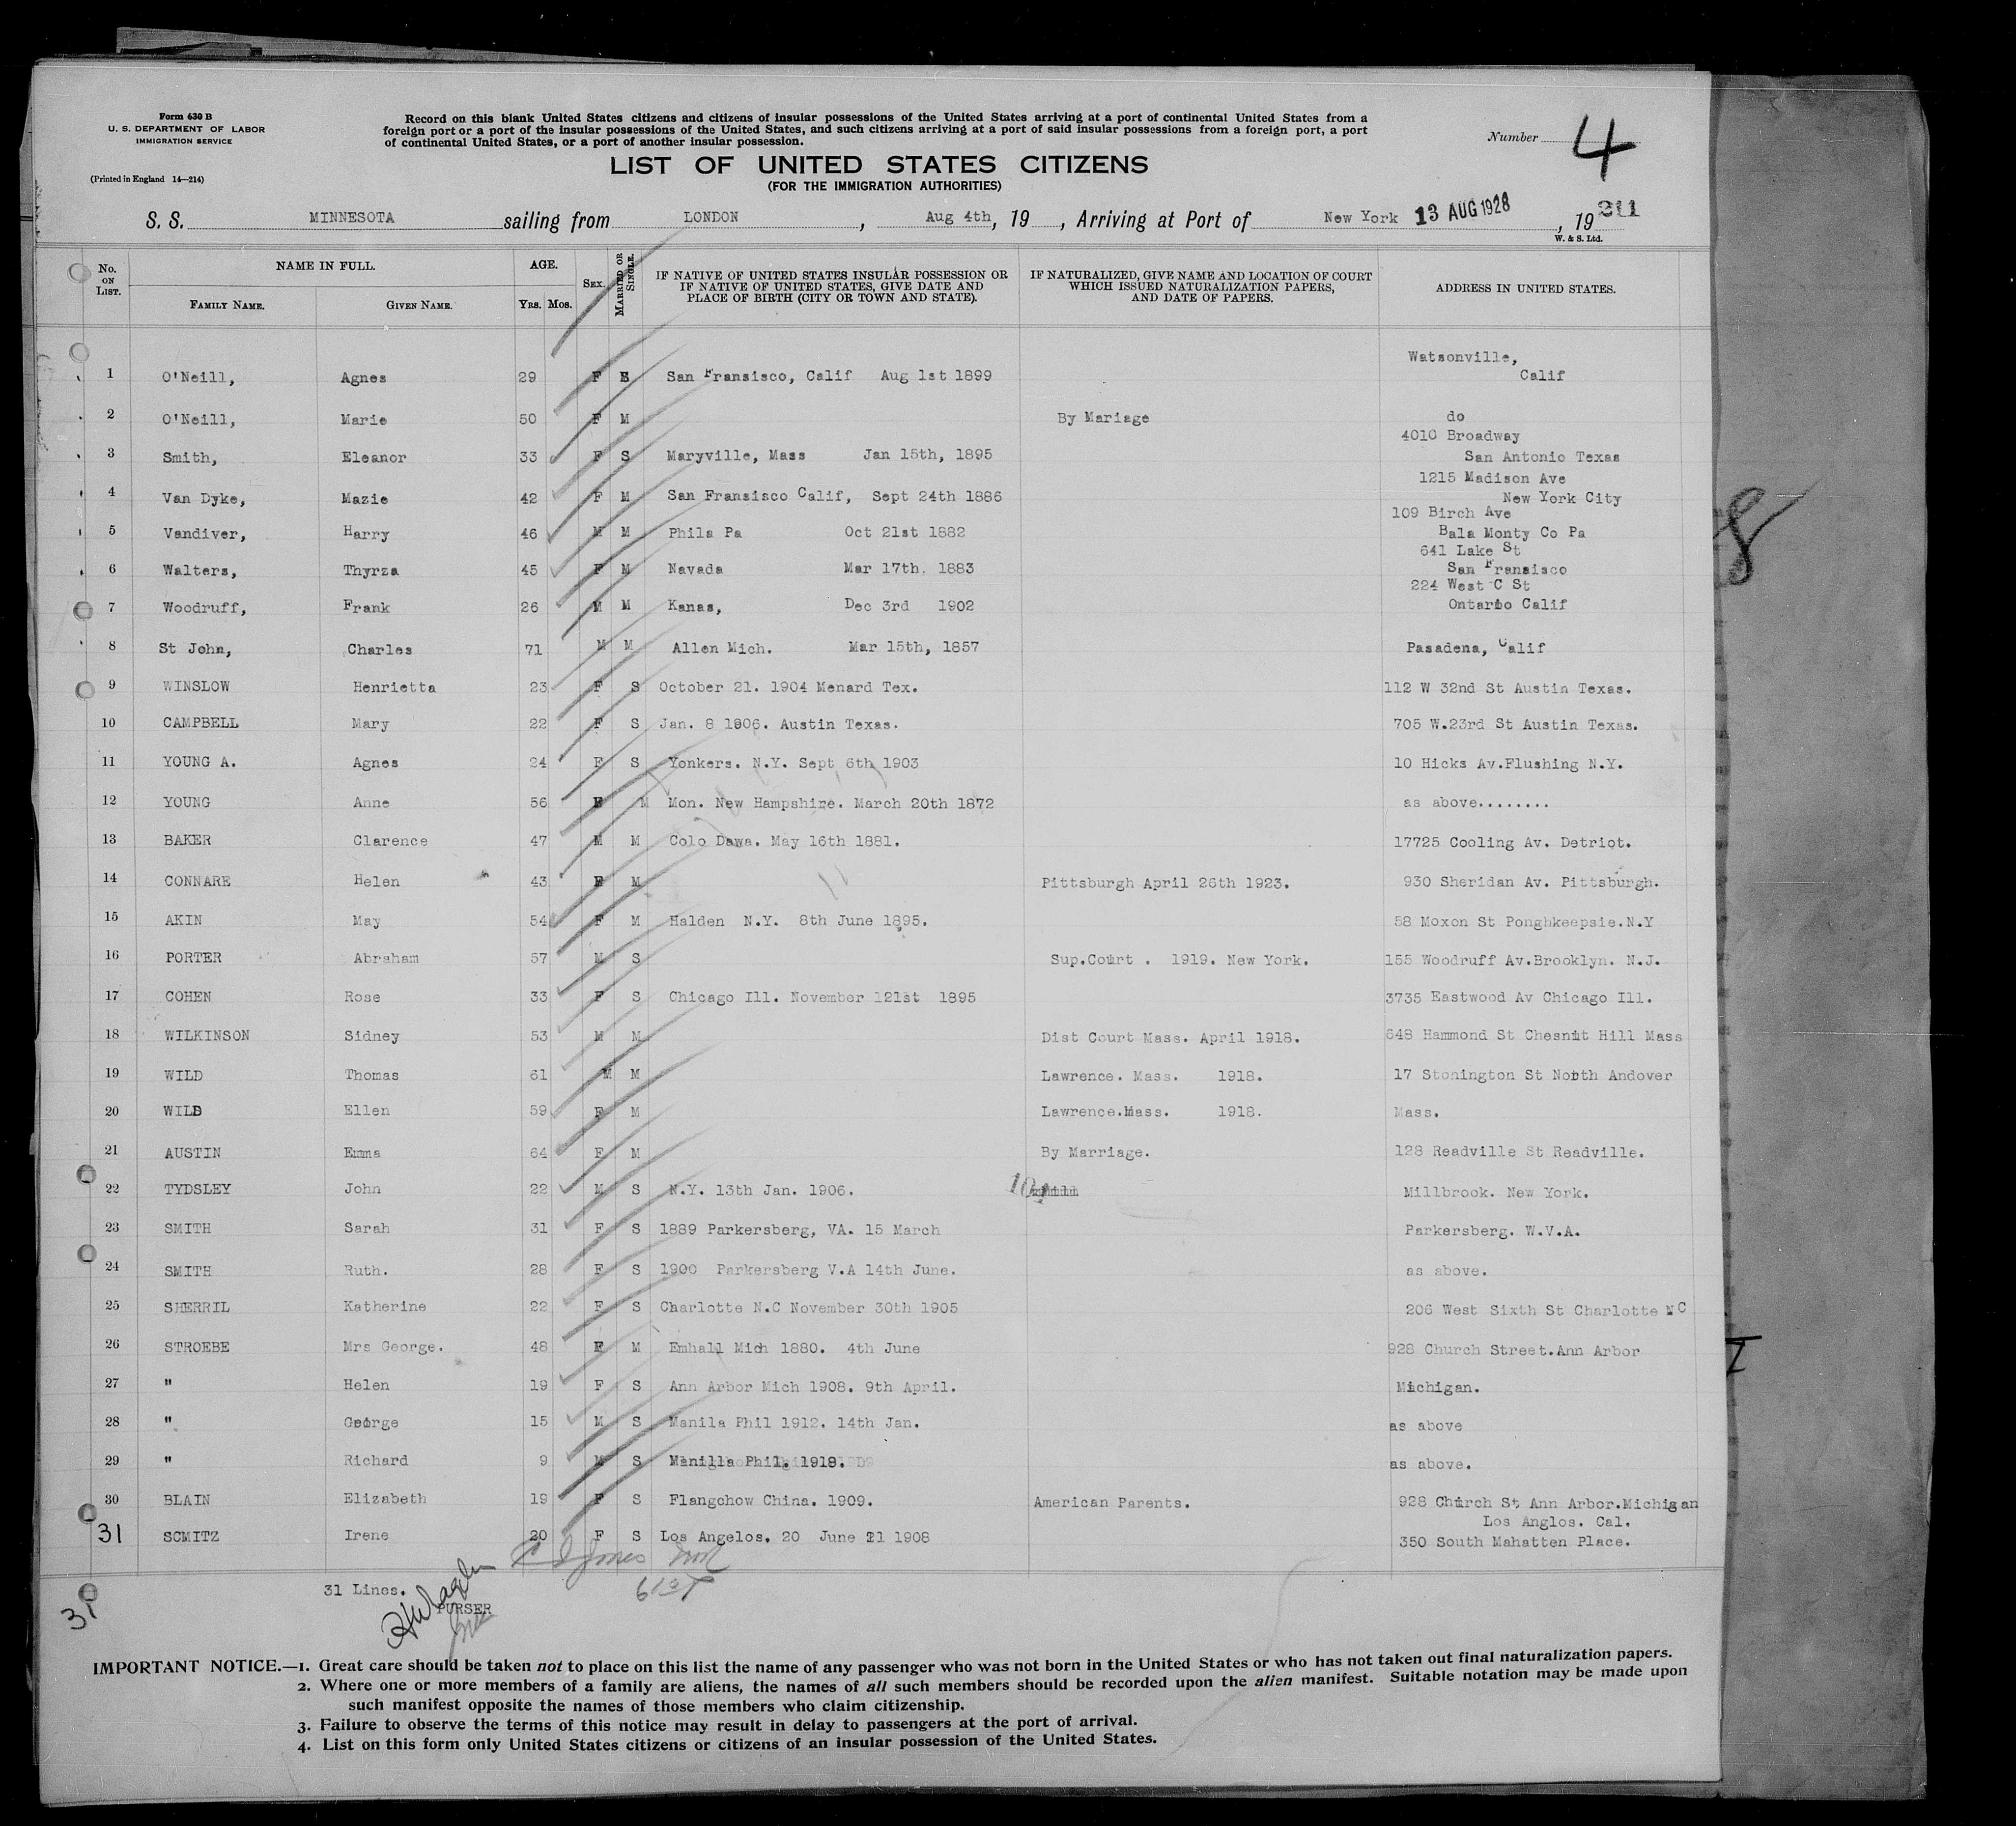 Form 630 B
U. S. DEPARTMENT OF LABOR
IMMIGRATION SERVICE
(Printed in England 14—214)
Record on this blank United States citizens and citizens of insular possessions of the United States arriving at a port of continental United States from a
foreign port or a port of the insular possessions of the United States, and such citizens arriving at a port of said insular possessions from a foreign port, a port
of continental United States, or a port of another insular possession.
Number 4
LIST OF UNITED STATES CITIZENS
(FOR THE IMMIGRATION AUTHORITIES)
S. S. MINNESOTA sailing from LONDON , Aug 4th, 19 , Arriving at Port of New York 13 AUG 1928 , 19 211
W. & S. Ltd.
No. ON LIST. NAME IN FULL. FAMILY NAME. GIVEN NAME. AGE. YRS. MOS. SEX. MARRIED OR SINGLE. IF NATIVE OF UNITED STATES INSULAR POSSESSION OR IF NATIVE OF UNITED STATES, GIVE DATE AND PLACE OF BIRTH (CITY OR TOWN AND STATE). IF NATURALIZED, GIVE NAME AND LOCATION OF COURT WHICH ISSUED NATURALIZATION PAPERS, AND DATE OF PAPERS. ADDRESS IN UNITED STATES.
Watsonville,
1 O'Neill, Agnes 29 F S San Fransisco, Calif Aug 1st 1899 Calif
2 O'Neill, Marie 50 F M By Mariage do
4010 Broadway
3 Smith, Eleanor 33 F S Maryville, Mass Jan 15th, 1895 San Antonio Texas
1215 Madison Ave
4 Van Dyke, Mazie 42 F M San Fransisco Calif, Sept 24th 1886 New York City
109 Birch Ave
5 Vandiver, Harry 46 M M Phila Pa Oct 21st 1882 Bala Monty Co Pa
641 Lake St
6 Walters, Thyrza 45 F M Navada Mar 17th. 1883 San Fransisco
224 West C St
7 Woodruff, Frank 26 M M Kanas, Dec 3rd 1902 Ontario Calif
8 St John, Charles 71 M M Allen Mich. Mar 15th, 1857 Pasadena, Calif
9 WINSLOW Henrietta 23 F S October 21. 1904 Menard Tex. 112 W 32nd St Austin Texas.
10 CAMPBELL Mary 22 F S Jan. 8 1906. Austin Texas. 705 W.23rd St Austin Texas.
11 YOUNG A. Agnes 24 F S Yonkers. N.Y. Sept 6th 1903 10 Hicks Av.Flushing N.Y.
12 YOUNG Anne 56 F M Mon. New Hampshire. March 20th 1872 as above........
13 BAKER Clarence 47 M M Colo Dawa. May 16th 1881. 17725 Cooling Av. Detriot.
14 CONNARE Helen 43 F M Pittsburgh April 26th 1923. 930 Sheridan Av. Pittsburgh.
15 AKIN May 54 F M Halden N.Y. 8th June 1895. 58 Moxon St Ponghkeepsie.N.Y
16 PORTER Abraham 57 M S Sup.Court . 1919. New York. 155 Woodruff Av.Brooklyn. N.J.
17 COHEN Rose 33 F S Chicago Ill. November 121st 1895 3735 Eastwood Av Chicago Ill.
18 WILKINSON Sidney 53 M M Dist Court Mass. April 1918. 648 Hammond St Chesnut Hill Mass
19 WILD Thomas 61 M M Lawrence. Mass. 1918. 17 Stonington St North Andover
20 WILD Ellen 59 F M Lawrence.Mass. 1918. Mass.
21 AUSTIN Emma 64 F M By Marriage. 128 Readville St Readville.
22 TYDSLEY John 22 M S N.Y. 13th Jan. 1906. Millbrook. New York.
23 SMITH Sarah 31 F S 1889 Parkersberg, VA. 15 March Parkersberg. W.V.A.
24 SMITH Ruth. 28 F S 1900 Parkersberg V.A 14th June. as above.
25 SHERRIL Katherine 22 F S Charlotte N.C November 30th 1905 206 West Sixth St Charlotte N C
26 STROEBE Mrs George. 48 F M Emhall Mich 1880. 4th June 928 Church Street.Ann Arbor
27 " Helen 19 F S Ann Arbor Mich 1908. 9th April. Michigan.
28 " George 15 M S Manila Phil 1912. 14th Jan. as above
29 " Richard 9 M S Manilla Phil. 1919. as above.
30 BLAIN Elizabeth 19 F S Flangchow China. 1909. American Parents. 928 Church St Ann Arbor.Michigan
Los Anglos. Cal.
31 SCMITZ Irene 20 F S Los Angelos. 20 June 21 1908 350 South Mahatten Place.
31 Lines.
PURSER
31
8
IMPORTANT NOTICE.—1. Great care should be taken not to place on this list the name of any passenger who was not born in the United States or who has not taken out final naturalization papers.
2. Where one or more members of a family are aliens, the names of all such members should be recorded upon the alien manifest. Suitable notation may be made upon
such manifest opposite the names of those members who claim citizenship.
3. Failure to observe the terms of this notice may result in delay to passengers at the port of arrival.
4. List on this form only United States citizens or citizens of an insular possession of the United States.